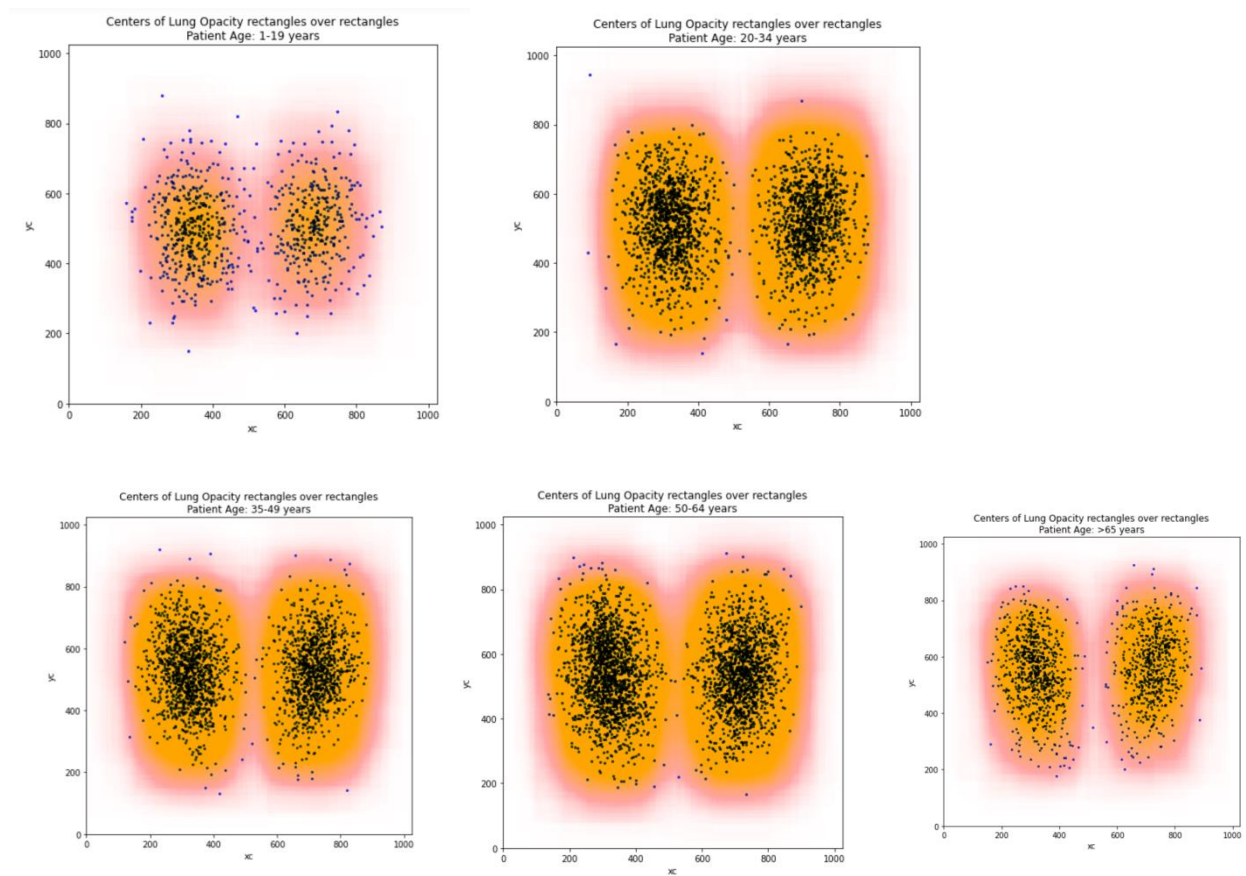 Centers of Lung Opacity rectangles over rectangles
Patient Age: 1-19 years
1000
800
600
400
200
0
yc
0 200 400 600 800 1000
xc
Centers of Lung Opacity rectangles over rectangles
Patient Age: 20-34 years
1000
800
600
400
200
0
yc
0 200 400 600 800 1000
xc
Centers of Lung Opacity rectangles over rectangles
Patient Age: 35-49 years
1000
800
600
400
200
0
yc
0 200 400 600 800 1000
xc
Centers of Lung Opacity rectangles over rectangles
Patient Age: 50-64 years
1000
800
600
400
200
0
yc
0 200 400 600 800 1000
xc
Centers of Lung Opacity rectangles over rectangles
Patient Age: >65 years
1000
800
600
400
200
0
yc
0 200 400 600 800 1000
xc